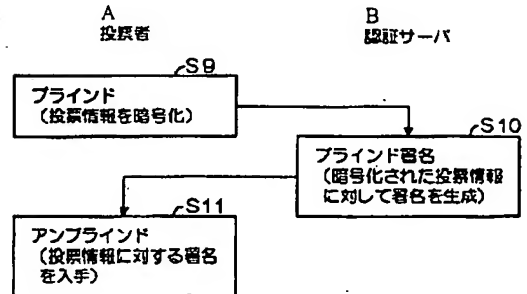 A
投票者
B
認証サーバ
S9
ブラインド
(投票情報を暗号化)
S10
ブラインド署名
(暗号化された投票情報
に対して署名を生成)
S11
アンブラインド
(投票情報に対する署名
を入手)